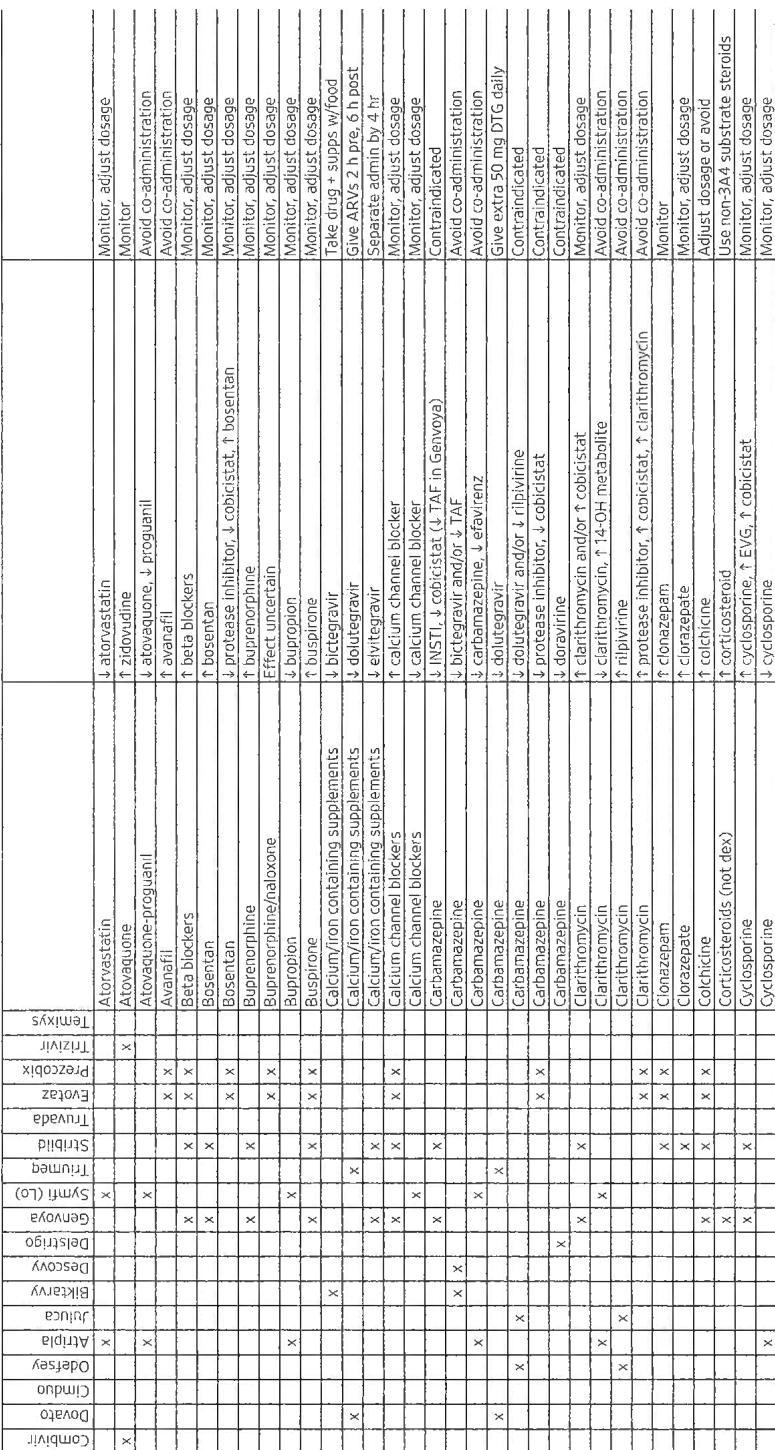 Combivir Dovato Cimduo Odefsey Atripla Juluca Biktarvy Descovy Delstrigo Genvoya Symfi (Lo) Triumeq Stribild Truvada Evotaz Prezcobix Trizivir Temixys
x x Atorvastatin ↓ atorvastatin Monitor, adjust dosage
x x Atovaquone ↑ zidovudine Monitor
x x Atovaquone-proguanil ↓ atovaquone, ↓ proguanil Avoid co-administration
x x Avanafil ↑ avanafil Avoid co-administration
x x x x Beta blockers ↑ beta blockers Monitor, adjust dosage
x x Bosentan ↑ bosentan Monitor, adjust dosage
x x Bosentan ↓ protease inhibitor, ↓ cobicistat, ↑ bosentan Monitor, adjust dosage
x x Buprenorphine ↑ buprenorphine Monitor, adjust dosage
x x Buprenorphine/naloxone Effect uncertain Monitor, adjust dosage
x x Bupropion ↓ bupropion Monitor, adjust dosage
x x x x Buspirone ↑ buspirone Monitor, adjust dosage
x Calcium/iron containing supplements ↓ bictegravir Take drug + supps w/food
x x Calcium/iron containing supplements ↓ dolutegravir Give ARVs 2 h pre, 6 h post
x x Calcium/iron containing supplements ↓ elvitegravir Separate admin by 4 hr
x x x x Calcium channel blockers ↑ calcium channel blocker Monitor, adjust dosage
x Calcium channel blockers ↓ calcium channel blocker Monitor, adjust dosage
x x Carbamazepine ↓ INSTI, ↓ cobicistat (↓ TAF in Genvoya) Contraindicated
x x Carbamazepine ↓ bictegravir and/or ↓ TAF Avoid co-administration
x x Carbamazepine ↓ carbamazepine, ↓ efavirenz Avoid co-administration
x x Carbamazepine ↓ dolutegravir Give extra 50 mg DTG daily
x x Carbamazepine ↓ dolutegravir and/or ↓ rilpivirine Contraindicated
x x Carbamazepine ↓ protease inhibitor, ↓ cobicistat Contraindicated
x Carbamazepine ↓ doravirine Contraindicated
x x Clarithromycin ↑ clarithromycin and/or ↑ cobicistat Monitor, adjust dosage
x x Clarithromycin ↓ clarithromycin, ↑ 14-OH metabolite Avoid co-administration
x x Clarithromycin ↑ rilpivirine Avoid co-administration
x x Clarithromycin ↑ protease inhibitor, ↑ cobicistat, ↑ clarithromycin Avoid co-administration
x x x Clonazepam ↑ clonazepam Monitor
x Clorazepate ↑ clorazepate Monitor, adjust dosage
x x x x Colchicine ↑ colchicine Adjust dosage or avoid
x Corticosteroids (not dex) ↑ corticosteroid Use non-3A4 substrate steroids
x x Cyclosporine ↑ cyclosporine, ↑ EVG, ↑ cobicistat Monitor, adjust dosage
x Cyclosporine ↓ cyclosporine Monitor, adjust dosage